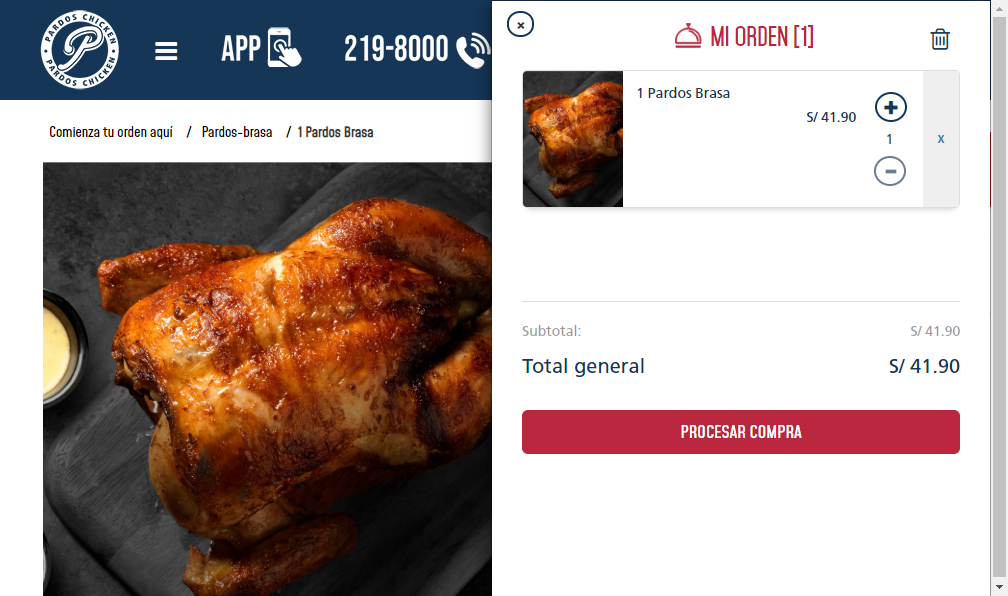 PARDOS CHICKEN
PARDOS CHICKEN
APP
219-8000
Comienza tu orden aquí / Pardos-brasa / 1 Pardos Brasa
×
MI ORDEN [1]
1 Pardos Brasa
S/ 41.90
1
x
Subtotal: S/ 41.90
Total general S/ 41.90
PROCESAR COMPRA